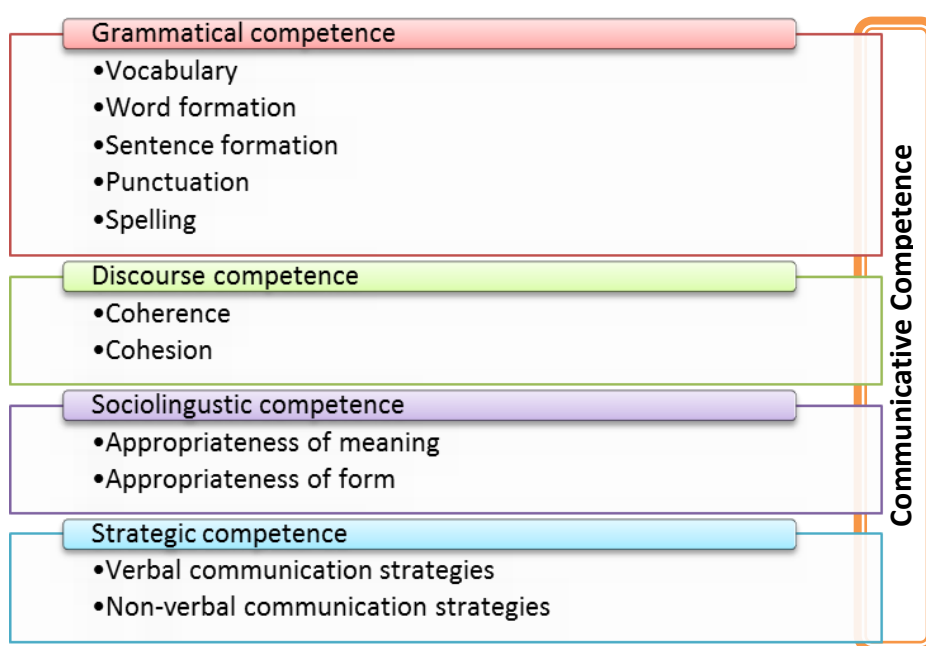 Grammatical competence
•Vocabulary
•Word formation
•Sentence formation
•Punctuation
•Spelling
Discourse competence
•Coherence
•Cohesion
Sociolingustic competence
•Appropriateness of meaning
•Appropriateness of form
Strategic competence
•Verbal communication strategies
•Non-verbal communication strategies
Communicative Competence